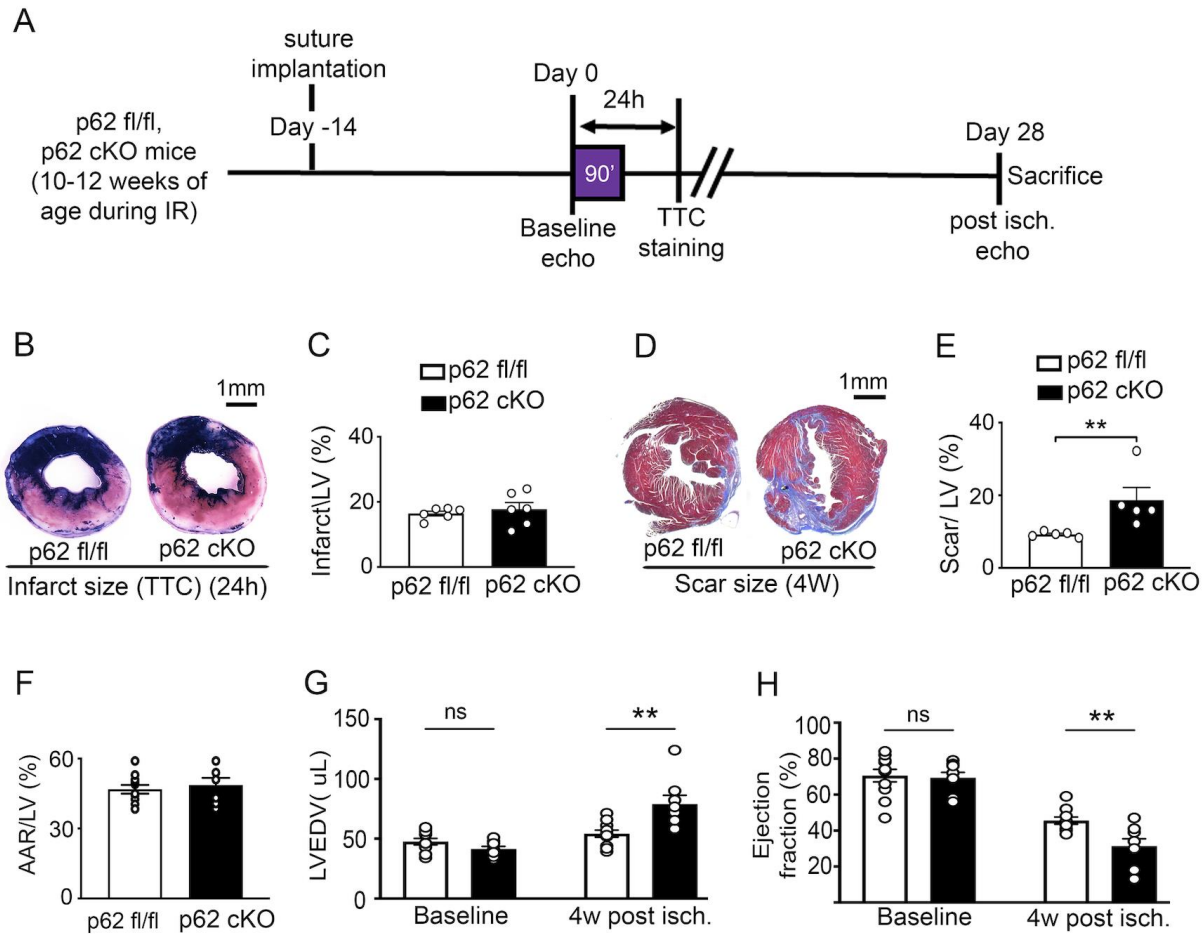 A
suture
implantation
Day -14
p62 fl/fl,
p62 cKO mice
(10-12 weeks of
age during IR)
Day 0
24h
90’
Baseline
echo
TTC
staining
Day 28
Sacrifice
post isch.
echo
B
1mm
p62 fl/fl
p62 cKO
Infarct size (TTC) (24h)
C
p62 fl/fl
p62 cKO
Infarct\LV (%)
40
20
0
p62 fl/fl
p62 cKO
D
1mm
p62 fl/fl
p62 cKO
Scar size (4W)
E
p62 fl/fl
p62 cKO
Scar/ LV (%)
40
20
0
**
p62 fl/fl
p62 cKO
F
AAR/LV (%)
60
30
0
p62 fl/fl
p62 cKO
G
LVEDV( uL)
150
100
50
0
ns
**
Baseline
4w post isch.
H
Ejection
fraction (%)
100
80
60
40
20
ns
**
Baseline
4w post isch.